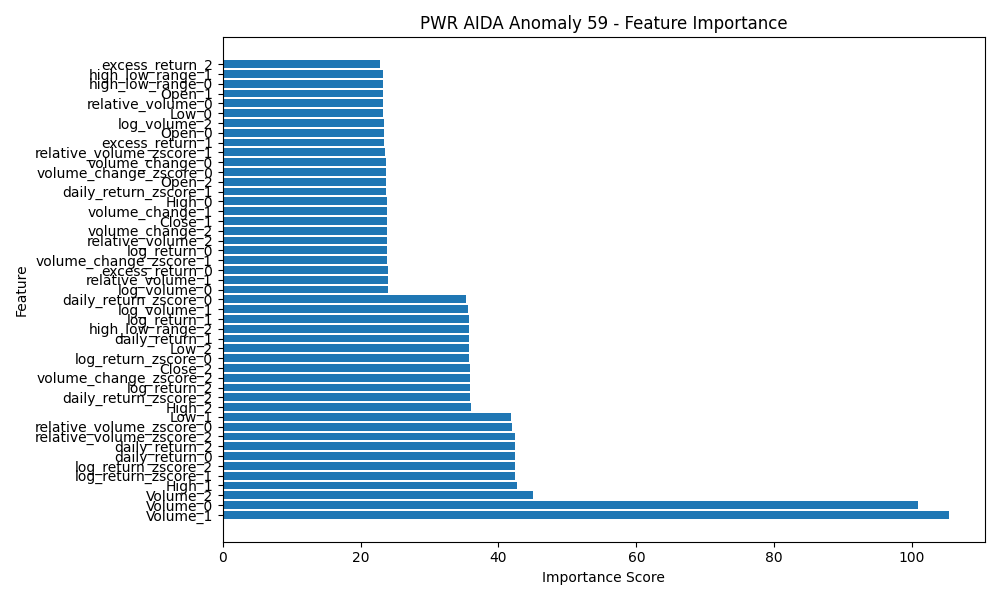 PWR AIDA Anomaly 59 - Feature Importance
excess_return_2
high_low_range_1
high_low_range_0
Open_1
relative_volume_0
Low_0
log_volume_2
Open_0
excess_return_1
relative_volume_zscore_1
volume_change_0
volume_change_zscore_0
Open_2
daily_return_zscore_1
High_0
volume_change_1
Close_1
volume_change_2
relative_volume_2
log_return_0
volume_change_zscore_1
excess_return_0
relative_volume_1
log_volume_0
daily_return_zscore_0
log_volume_1
log_return_1
high_low_range_2
daily_return_1
Low_2
log_return_zscore_0
Close_2
volume_change_zscore_2
log_return_2
daily_return_zscore_2
High_2
Low_1
relative_volume_zscore_0
relative_volume_zscore_2
daily_return_2
daily_return_0
log_return_zscore_2
log_return_zscore_1
High_1
Volume_2
Volume_0
Volume_1
Feature
0 20 40 60 80 100
Importance Score